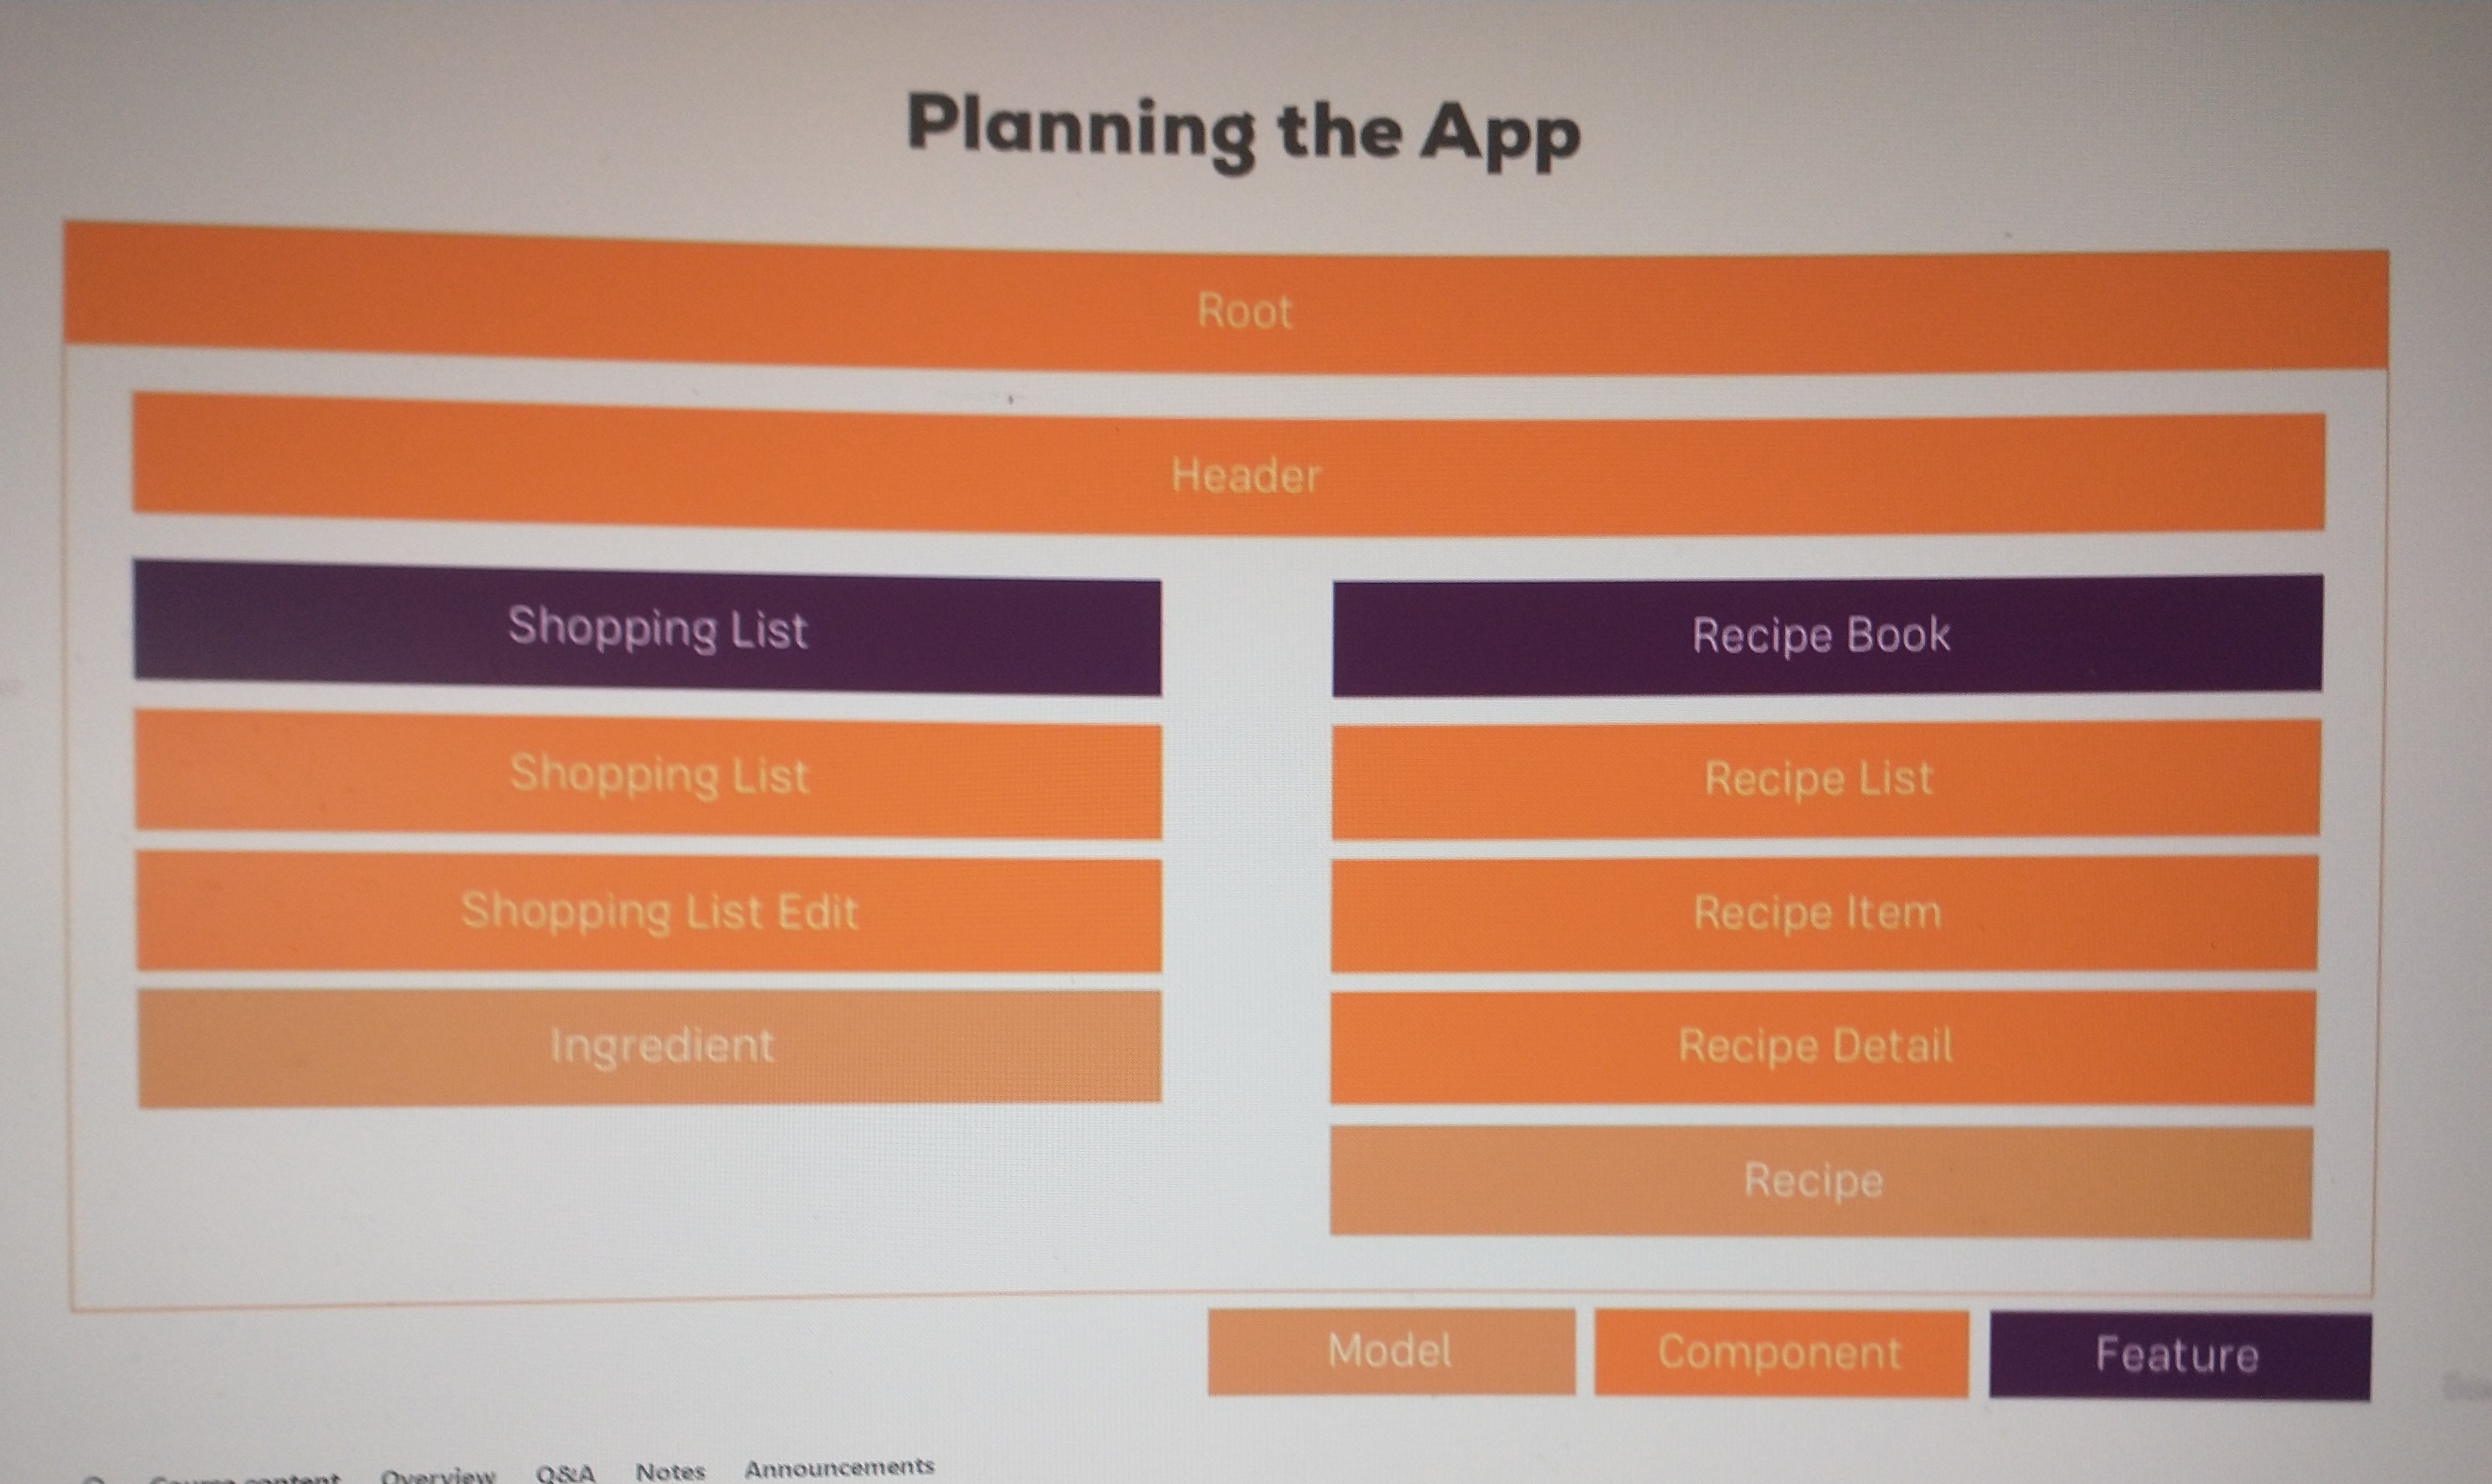 Planning the App
Root
Header
Shopping List
Shopping List
Shopping List Edit
Ingredient
Recipe Book
Recipe List
Recipe Item
Recipe Detail
Recipe
Model
Component
Feature
Course content Overview Q&A Notes Announcements